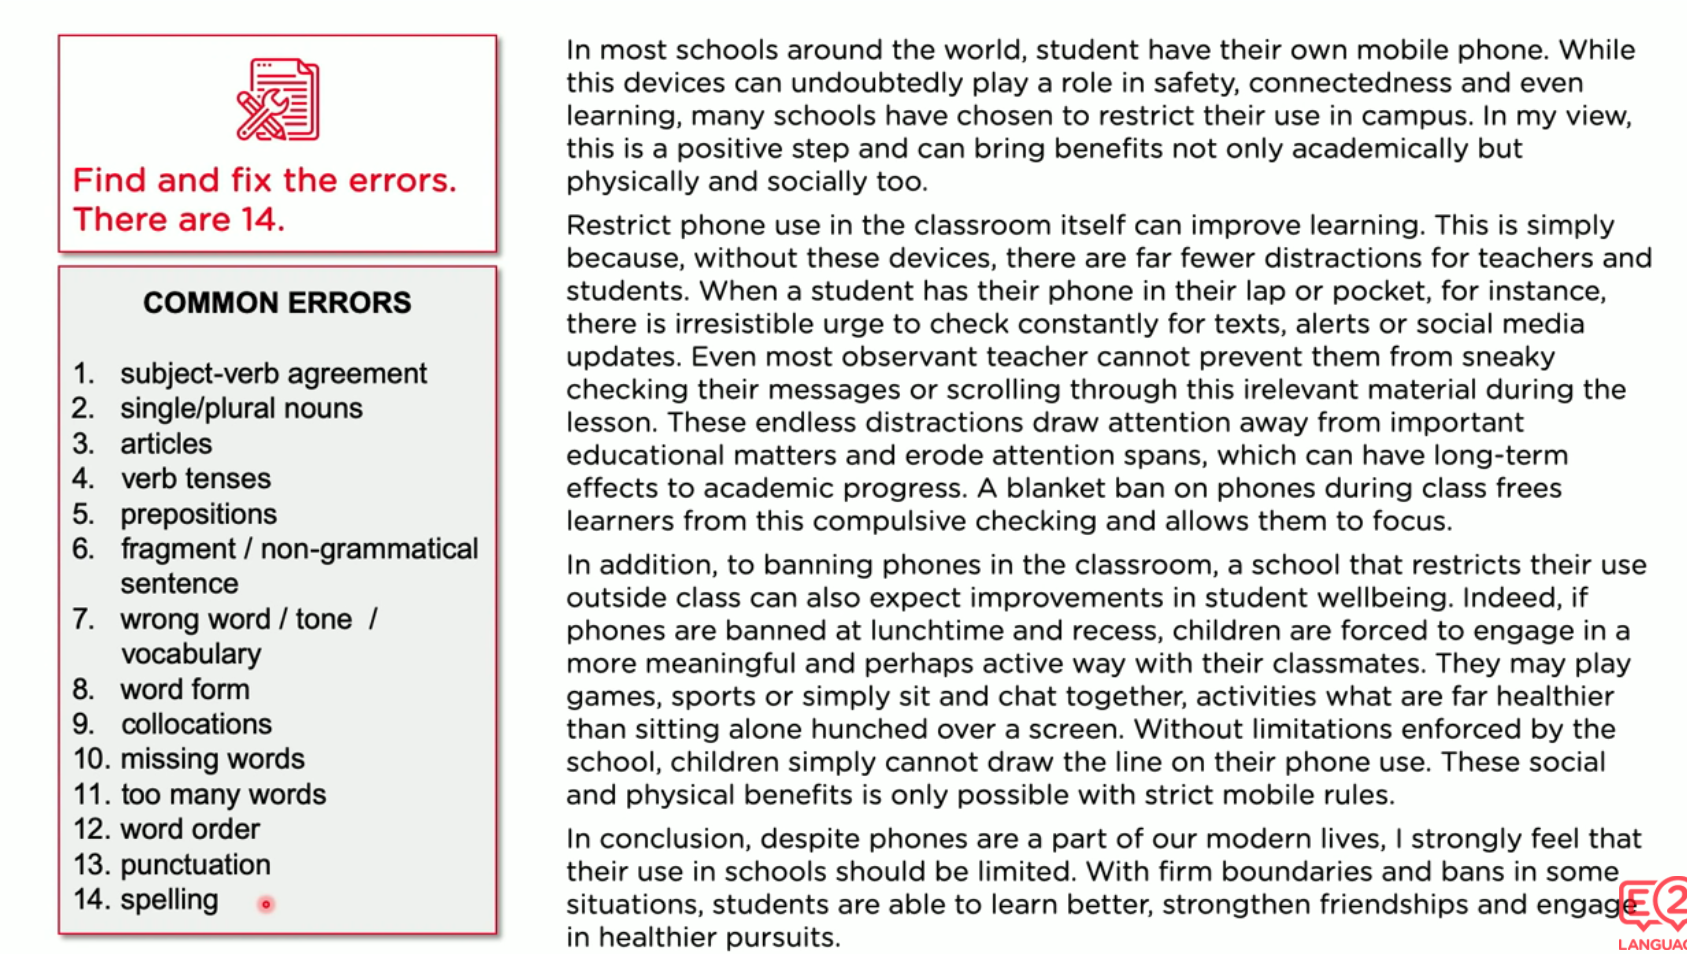 Find and fix the errors.
There are 14.
COMMON ERRORS
1. subject-verb agreement
2. single/plural nouns
3. articles
4. verb tenses
5. prepositions
6. fragment / non-grammatical
sentence
7. wrong word / tone /
vocabulary
8. word form
9. collocations
10. missing words
11. too many words
12. word order
13. punctuation
14. spelling
In most schools around the world, student have their own mobile phone. While
this devices can undoubtedly play a role in safety, connectedness and even
learning, many schools have chosen to restrict their use in campus. In my view,
this is a positive step and can bring benefits not only academically but
physically and socially too.
Restrict phone use in the classroom itself can improve learning. This is simply
because, without these devices, there are far fewer distractions for teachers and
students. When a student has their phone in their lap or pocket, for instance,
there is irresistible urge to check constantly for texts, alerts or social media
updates. Even most observant teacher cannot prevent them from sneaky
checking their messages or scrolling through this irelevant material during the
lesson. These endless distractions draw attention away from important
educational matters and erode attention spans, which can have long-term
effects to academic progress. A blanket ban on phones during class frees
learners from this compulsive checking and allows them to focus.
In addition, to banning phones in the classroom, a school that restricts their use
outside class can also expect improvements in student wellbeing. Indeed, if
phones are banned at lunchtime and recess, children are forced to engage in a
more meaningful and perhaps active way with their classmates. They may play
games, sports or simply sit and chat together, activities what are far healthier
than sitting alone hunched over a screen. Without limitations enforced by the
school, children simply cannot draw the line on their phone use. These social
and physical benefits is only possible with strict mobile rules.
In conclusion, despite phones are a part of our modern lives, I strongly feel that
their use in schools should be limited. With firm boundaries and bans in some
situations, students are able to learn better, strengthen friendships and engage
in healthier pursuits.
E2
LANGUAG